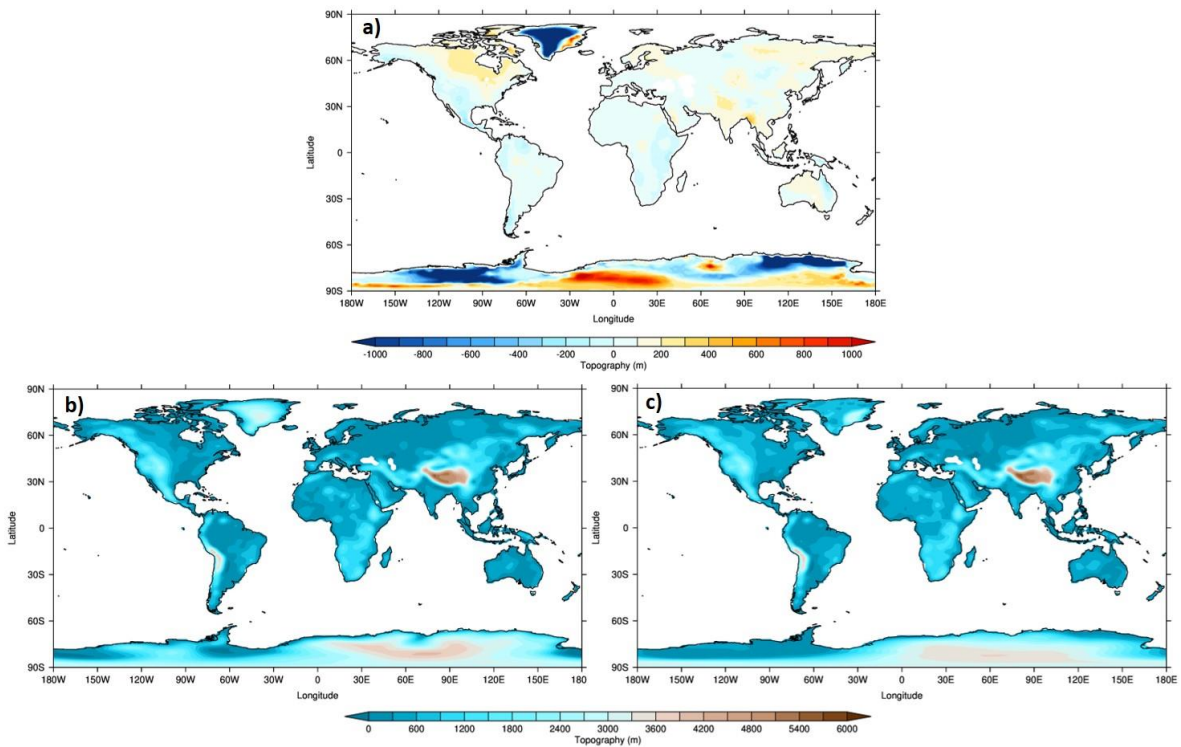 a)
90N
60N
30N
0
30S
60S
90S
Latitude
180W 150W 120W 90W 60W 30W 0 30E 60E 90E 120E 150E 180E
Longitude
-1000 -800 -600 -400 -200 0 200 400 600 800 1000
Topography (m)
b)
90N
60N
30N
0
30S
60S
90S
Latitude
180W 150W 120W 90W 60W 30W 0 30E 60E 90E 120E 150E 180E
Longitude
c)
90N
60N
30N
0
30S
60S
90S
Latitude
180W 150W 120W 90W 60W 30W 0 30E 60E 90E 120E 150E 180E
Longitude
0 600 1200 1800 2400 3000 3600 4200 4800 5400 6000
Topography (m)